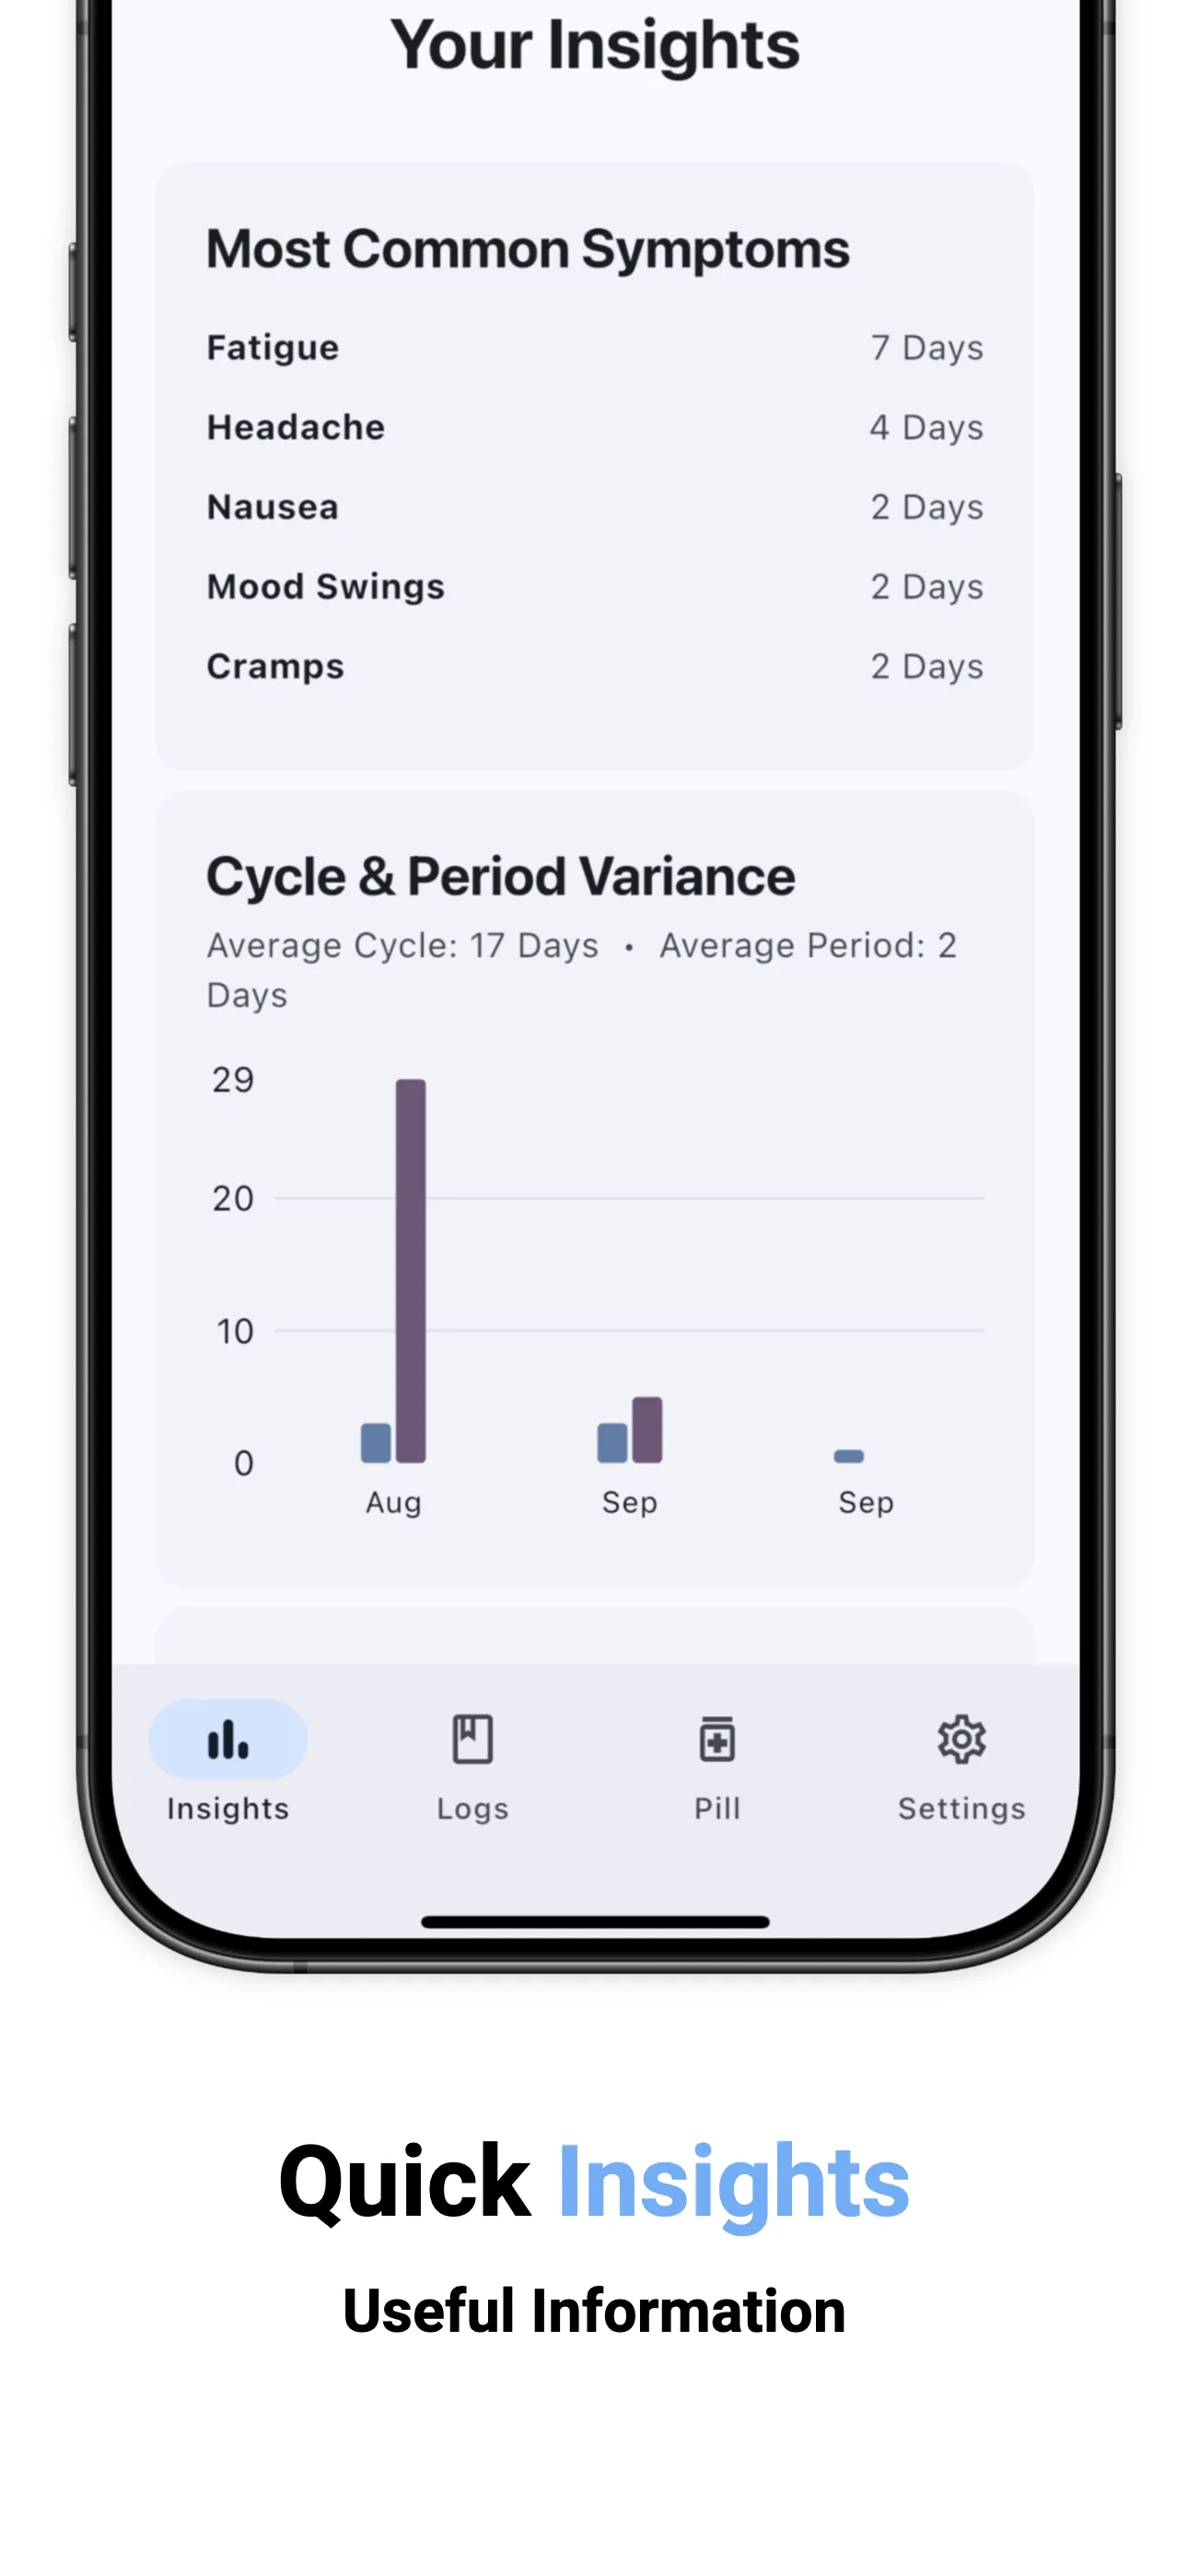 Your Insights
Most Common Symptoms
Fatigue 7 Days
Headache 4 Days
Nausea 2 Days
Mood Swings 2 Days
Cramps 2 Days
Cycle & Period Variance
Average Cycle: 17 Days • Average Period: 2
Days
29
20
10
0
Aug Sep Sep
Insights Logs Pill Settings
Quick Insights
Useful Information